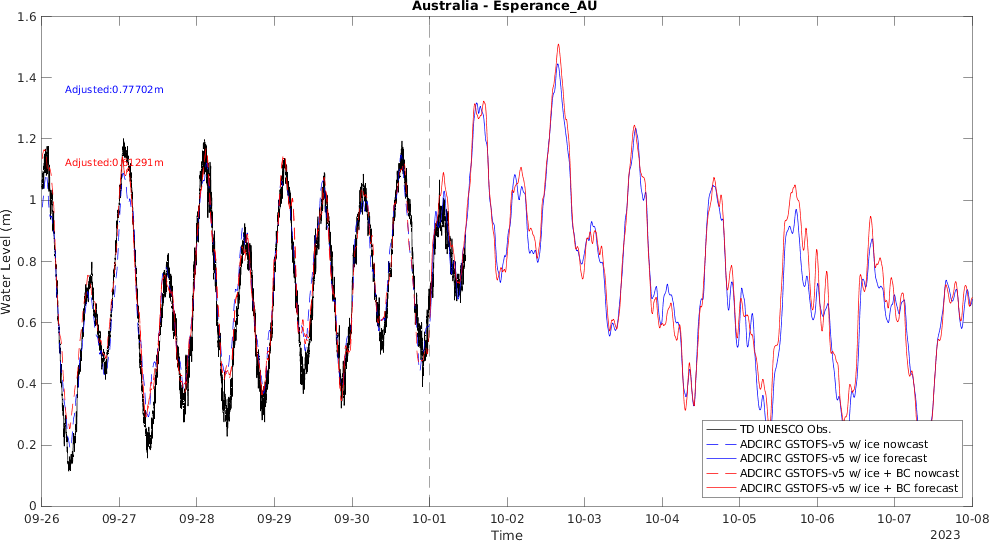 Australia - Esperance_AU
1.6
1.4
1.2
1
0.8
0.6
0.4
0.2
0
Water Level (m)
Adjusted:0.77702m
TD UNESCO Obs.
ADCIRC GSTOFS-v5 w/ ice nowcast
ADCIRC GSTOFS-v5 w/ ice forecast
ADCIRC GSTOFS-v5 w/ ice + BC nowcast
ADCIRC GSTOFS-v5 w/ ice + BC forecast
09-26 09-27 09-28 09-29 09-30 10-01 10-02 10-03 10-04 10-05 10-06 10-07 10-08
Time
2023